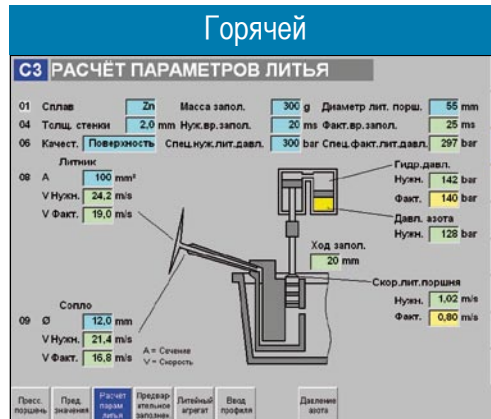 Горячей
C3 РАСЧЁТ ПАРАМЕТРОВ ЛИТЬЯ
01 Сплав Zn Масса запол. 300 g Диаметр лит. порш. 55 mm
04 Толщ. стенки 2,0 mm Нуж.вр.запол. 20 ms Факт.вр.запол. 25 ms
06 Качест. Поверхность Спец.нуж.лит.давл. 300 bar Спец.факт.лит.давл. 297 bar
Литник
08 A 100 mm²
V Нужн. 24,2 m/s
V Факт. 19,0 m/s
Гидр.давл.
Нужн. 142 bar
Факт. 140 bar
Давл. азота
Нужн. 128 bar
Ход запол.
20 mm
Скор.лит.поршня
Нужн. 1,02 m/s
Факт. 0,80 m/s
Сопло
09 Ø 12,0 mm
V Нужн. 21,4 m/s
V Факт. 16,8 m/s
A = Сечение
V = Скорость
Пресс. поршень
Пред. значения
Расчёт парам литья
Предвар ательное заполнен.
Литейный агрегат
Ввод профиля
Давление азота